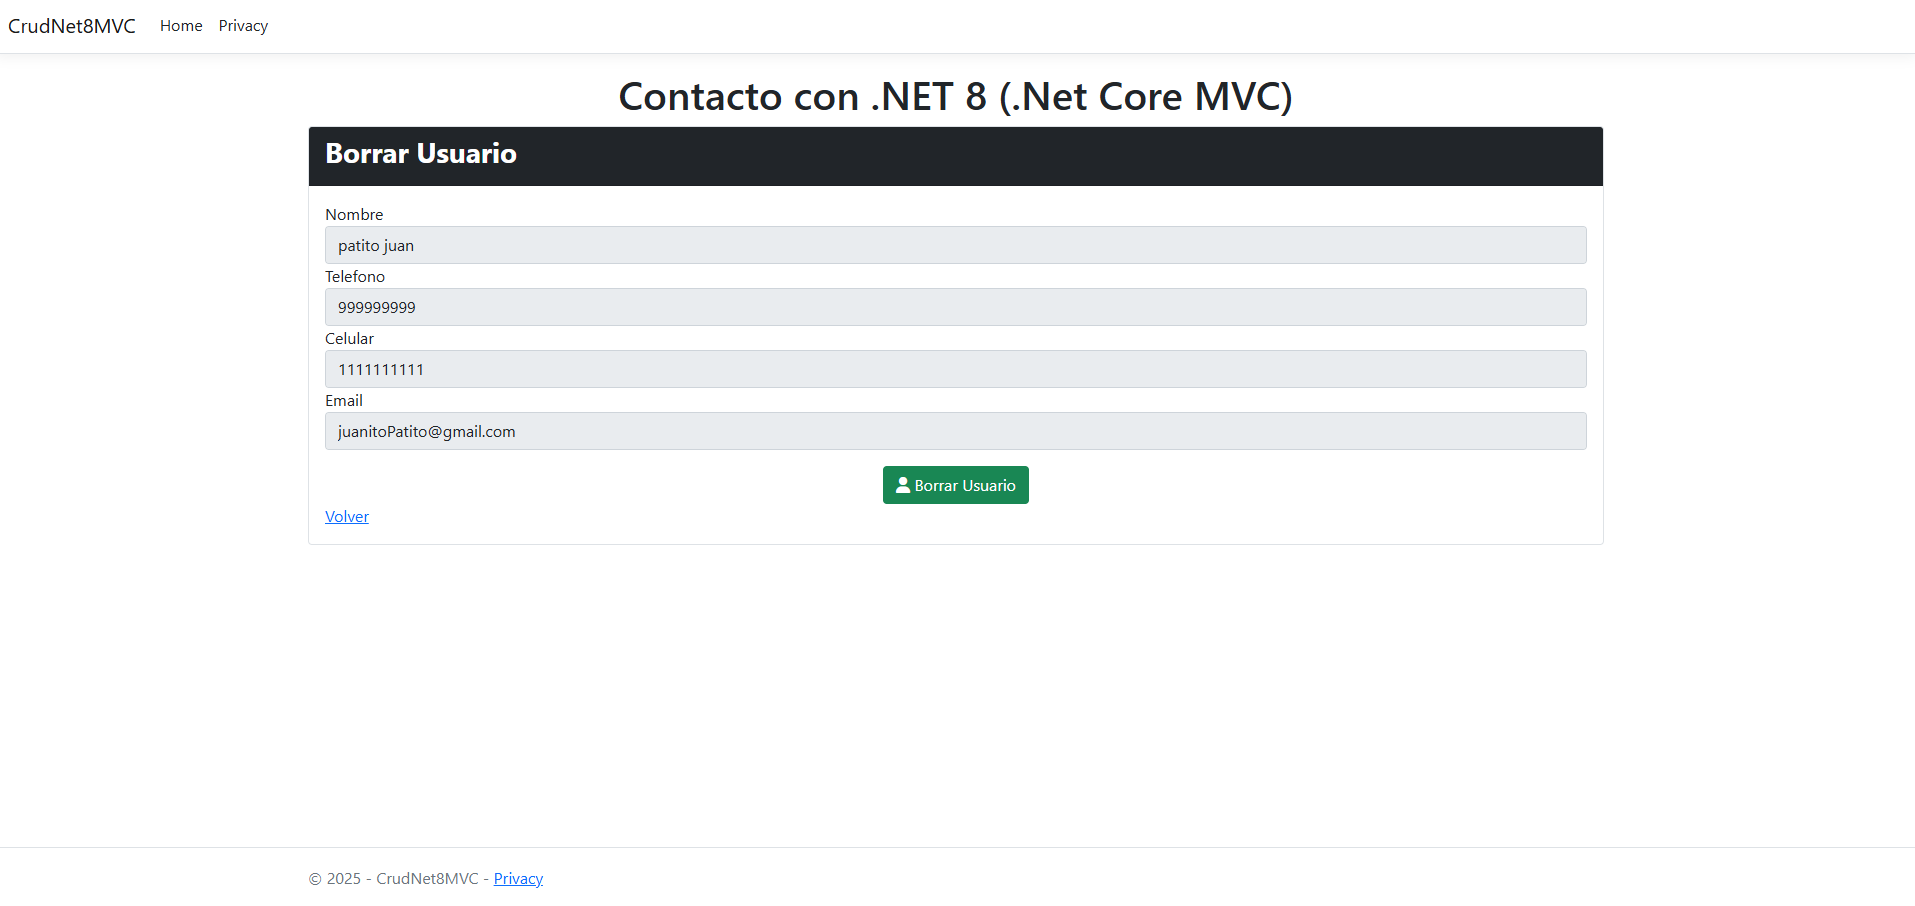 CrudNet8MVC Home Privacy
Contacto con .NET 8 (.Net Core MVC)
Borrar Usuario
Nombre
patito juan
Telefono
999999999
Celular
1111111111
Email
juanitoPatito@gmail.com
Borrar Usuario
Volver
© 2025 - CrudNet8MVC - Privacy